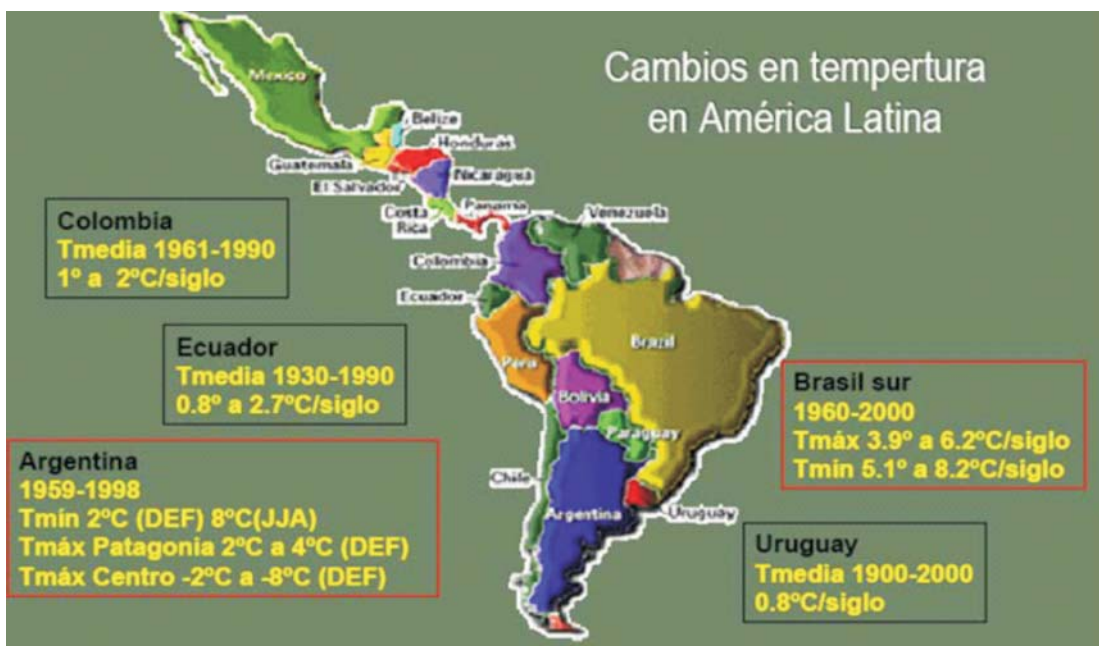 Cambios en tempertura
en América Latina
Mexico
Belize
Honduras
Guatemala
El Salvador
Nicaragua
Costa
Rica
Panama
Venezuela
Colombia
Ecuador
Peru
Brazil
Bolivia
Paraguay
Chile
Argentina
Uruguay
Colombia
Tmedia 1961-1990
1º a 2ºC/siglo
Ecuador
Tmedia 1930-1990
0.8º a 2.7ºC/siglo
Argentina
1959-1998
Tmín 2ºC (DEF) 8ºC(JJA)
Tmáx Patagonia 2ºC a 4ºC (DEF)
Tmáx Centro -2ºC a -8ºC (DEF)
Brasil sur
1960-2000
Tmáx 3.9º a 6.2ºC/siglo
Tmin 5.1º a 8.2ºC/siglo
Uruguay
Tmedia 1900-2000
0.8ºC/siglo